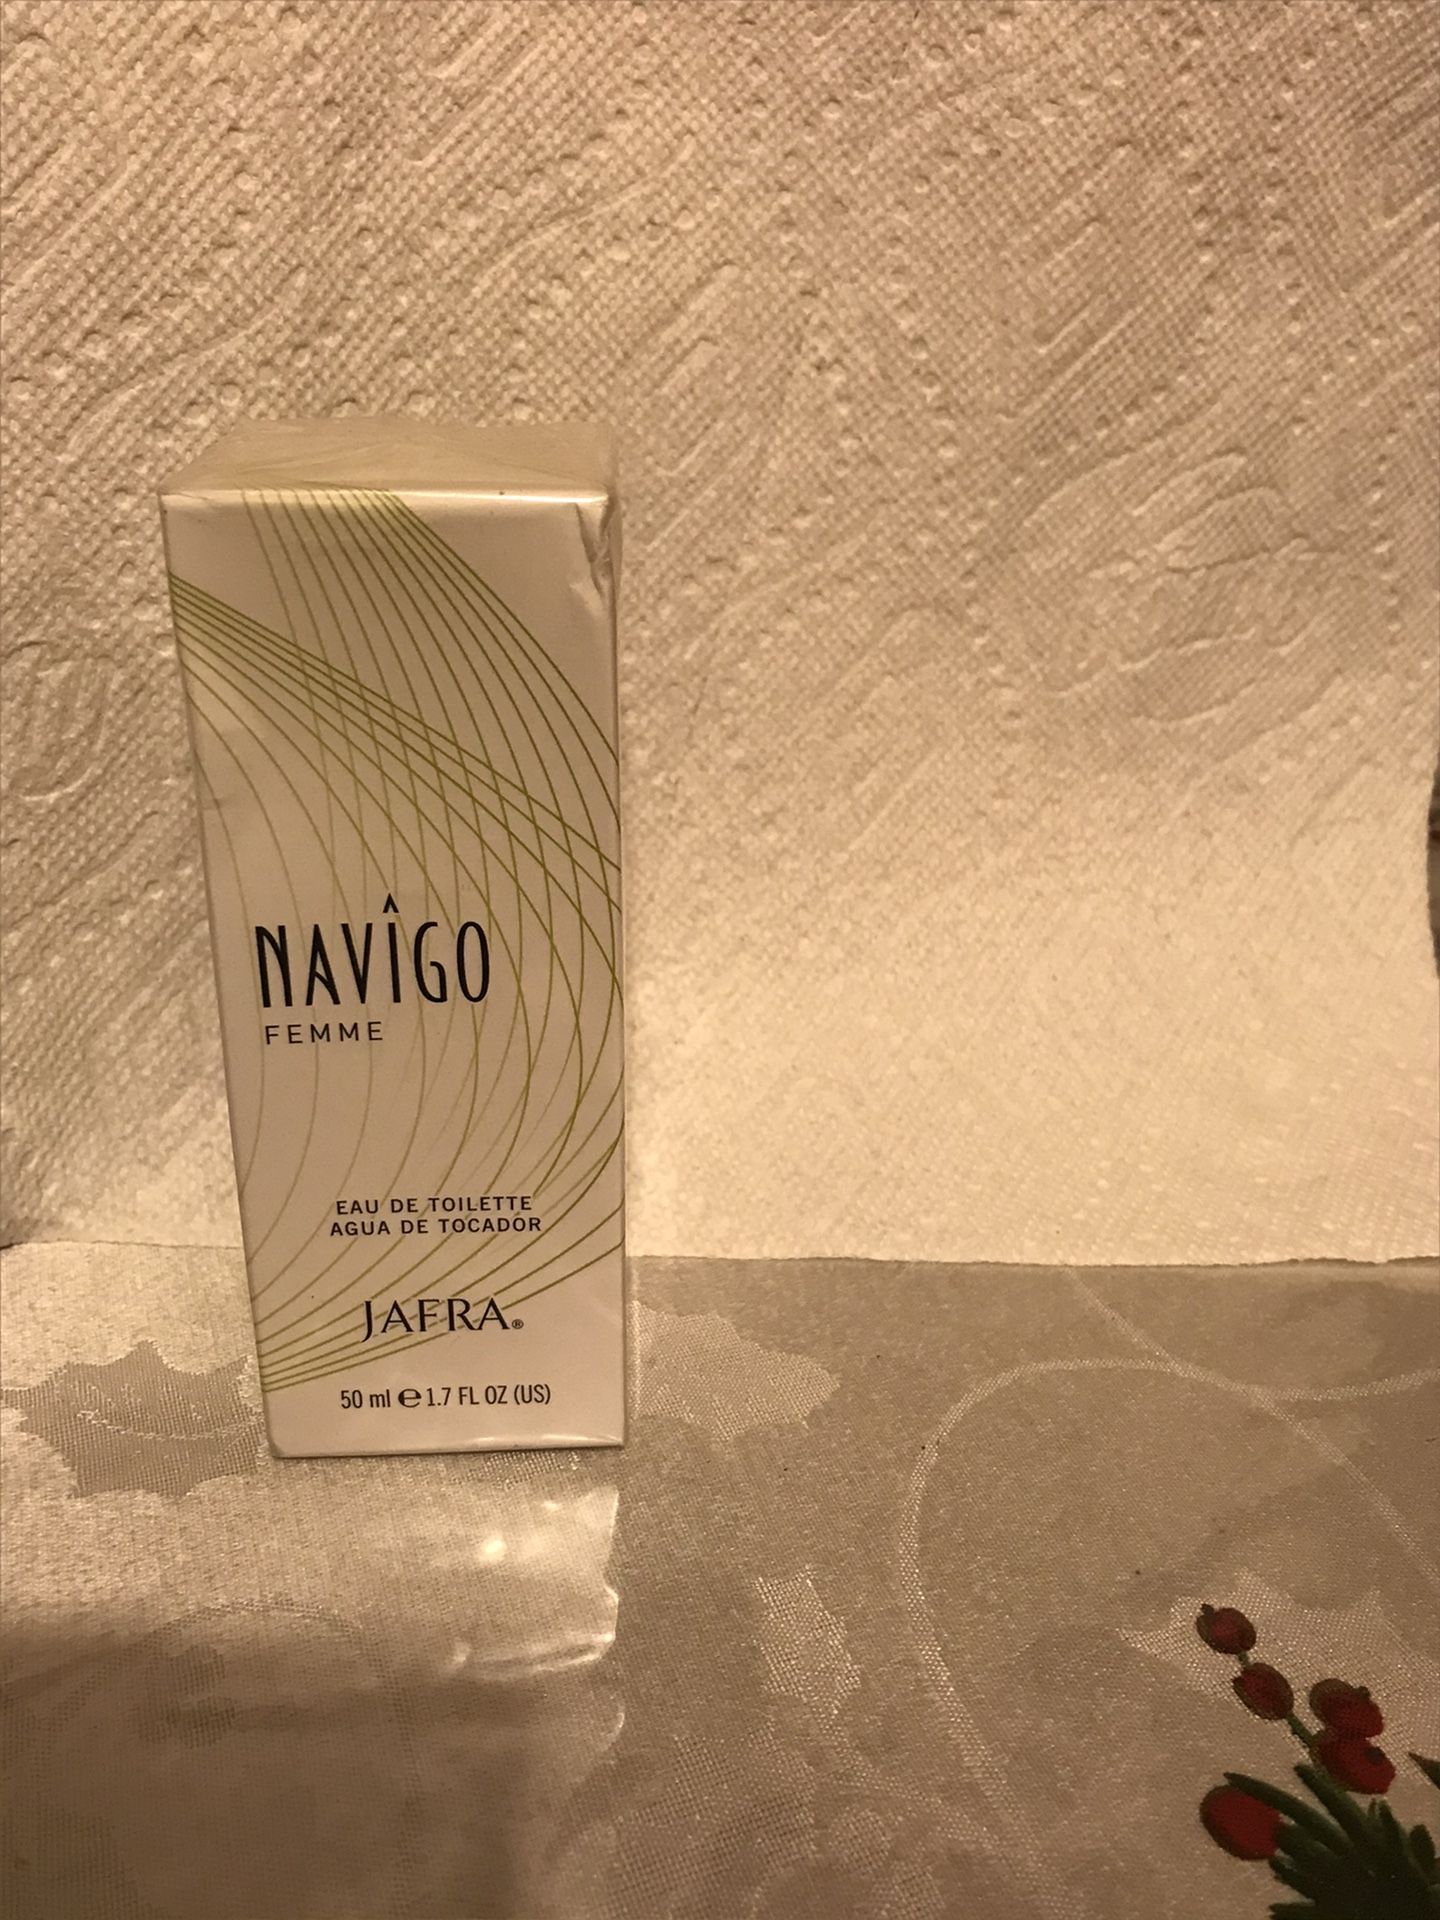 NAVÎGO
FEMME
EAU DE TOILETTE
AGUA DE TOCADOR
JAFRA®
50 ml ℮ 1.7 FL OZ (US)